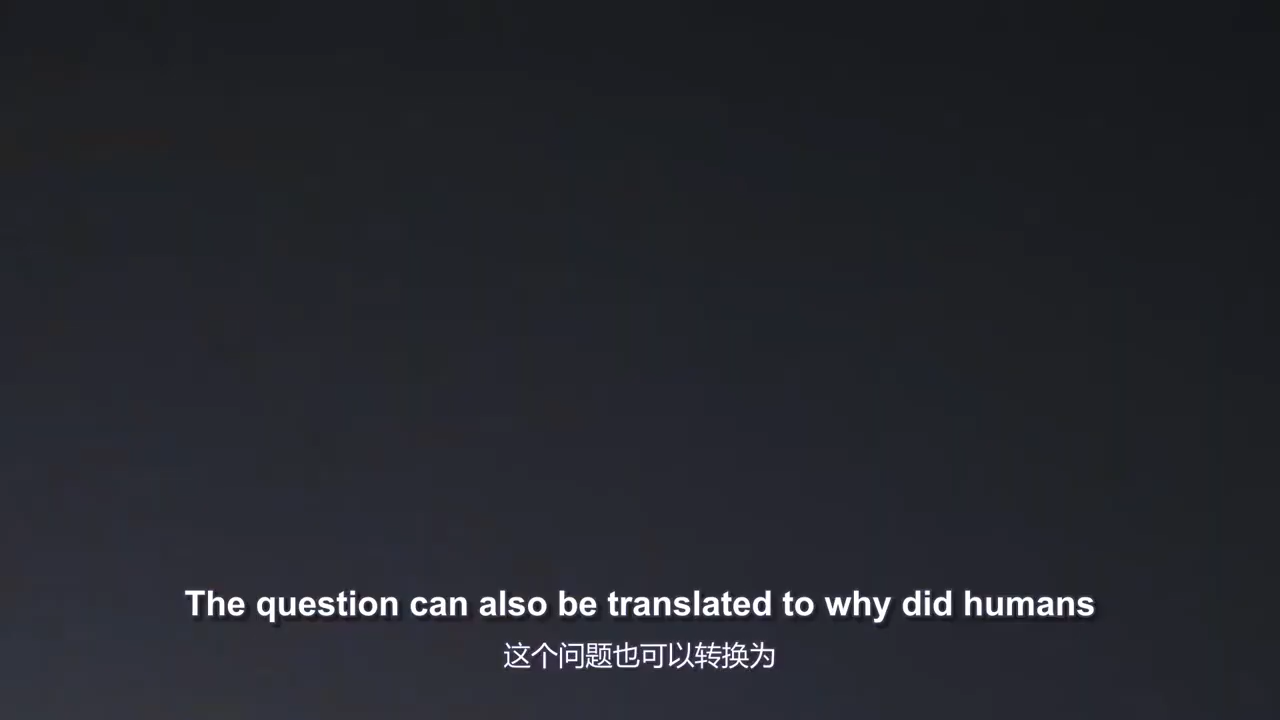 The question can also be translated to why did humans
这个问题也可以转换为